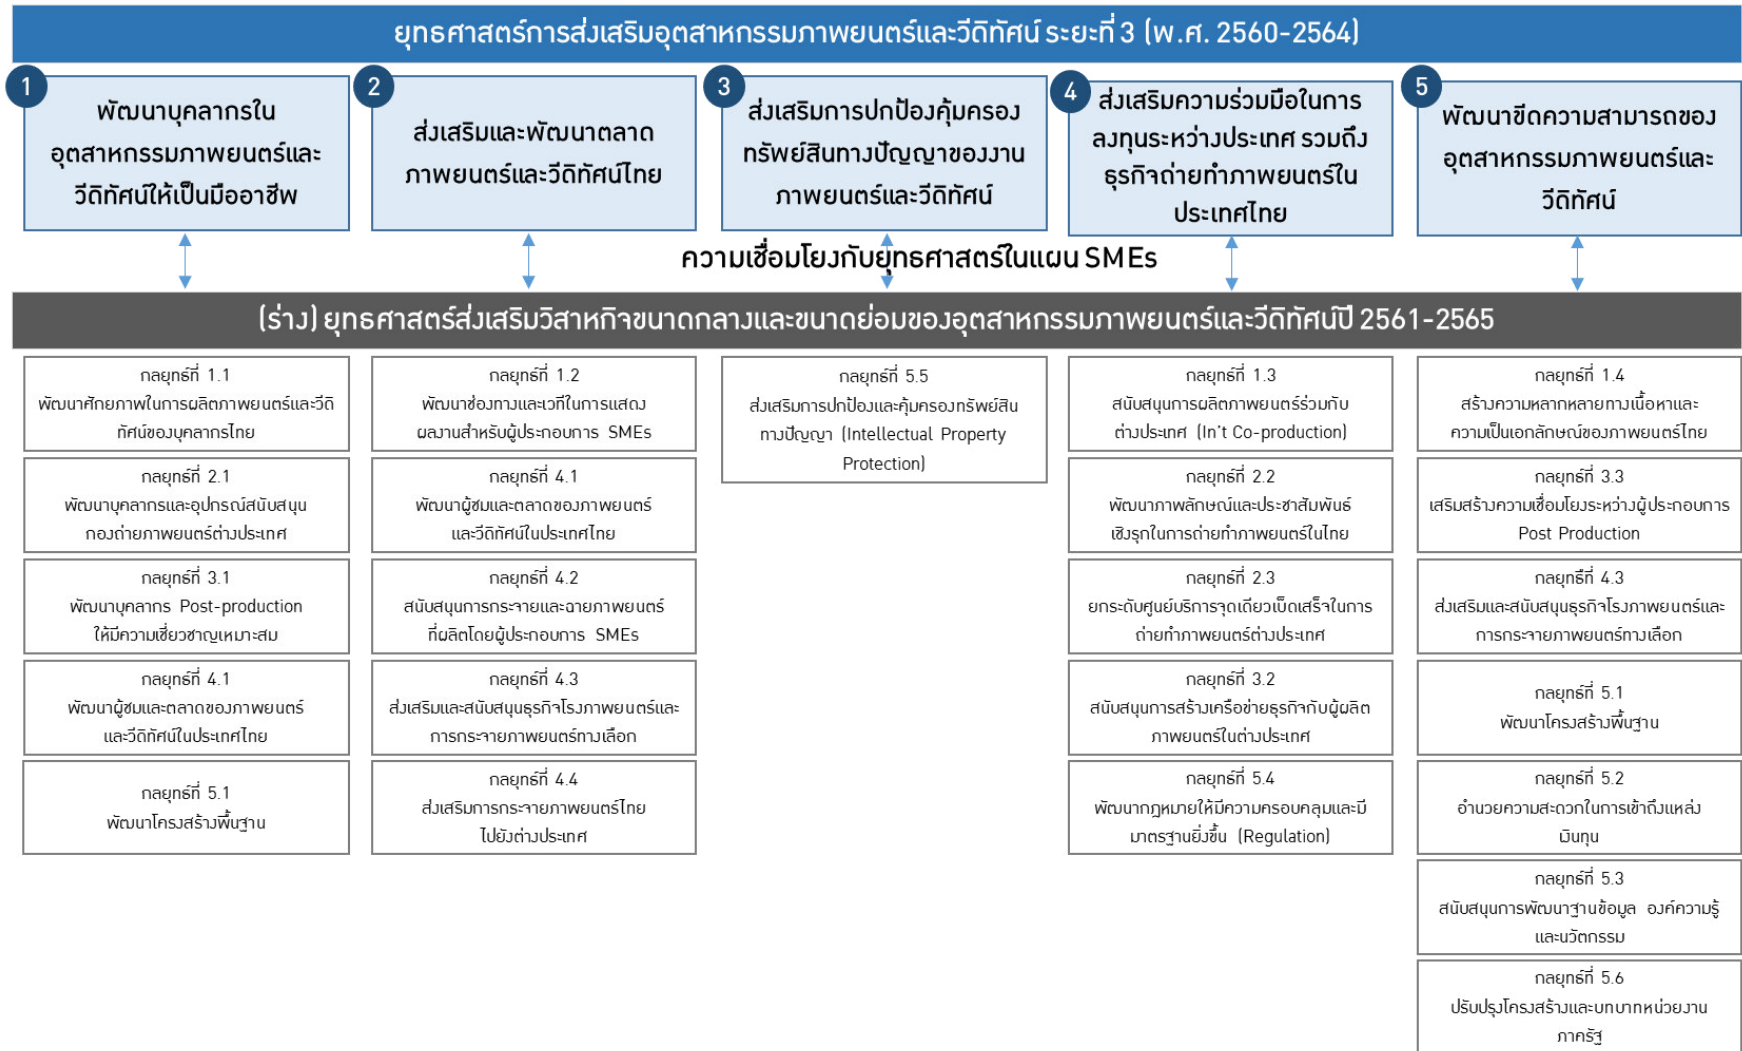 ยุทธศาสตร์การส่งเสริมอุตสาหกรรมภาพยนตร์และวีดิทัศน์ ระยะที่ 3 (พ.ศ. 2560-2564)
1
พัฒนาบุคลากรใน
อุตสาหกรรมภาพยนตร์และ
วีดิทัศน์ให้เป็นมืออาชีพ
2
ส่งเสริมและพัฒนาตลาด
ภาพยนตร์และวีดิทัศน์ไทย
3
ส่งเสริมการปกป้องคุ้มครอง
ทรัพย์สินทางปัญญาของงาน
ภาพยนตร์และวีดิทัศน์
4
ส่งเสริมความร่วมมือในการ
ลงทุนระหว่างประเทศ รวมถึง
ธุรกิจถ่ายทำภาพยนตร์ใน
ประเทศไทย
5
พัฒนาขีดความสามารถของ
อุตสาหกรรมภาพยนตร์และ
วีดิทัศน์
ความเชื่อมโยงกับยุทธศาสตร์ในแผน SMEs
(ร่าง) ยุทธศาสตร์ส่งเสริมวิสาหกิจขนาดกลางและขนาดย่อมของอุตสาหกรรมภาพยนตร์และวีดิทัศน์ปี 2561-2565
กลยุทธ์ที่ 1.1
พัฒนาศักยภาพในการผลิตภาพยนตร์และวีดิ
ทัศน์ของบุคลากรไทย
กลยุทธ์ที่ 2.1
พัฒนาบุคลากรและอุปกรณ์สนับสนุน
กองถ่ายภาพยนตร์ต่างประเทศ
กลยุทธ์ที่ 3.1
พัฒนาบุคลากร Post-production
ให้มีความเชี่ยวชาญเหมาะสม
กลยุทธ์ที่ 4.1
พัฒนาผู้ชมและตลาดของภาพยนตร์
และวีดิทัศน์ในประเทศไทย
กลยุทธ์ที่ 5.1
พัฒนาโครงสร้างพื้นฐาน
กลยุทธ์ที่ 1.2
พัฒนาช่องทางและเวทีในการแสดง
ผลงานสำหรับผู้ประกอบการ SMEs
กลยุทธ์ที่ 4.1
พัฒนาผู้ชมและตลาดของภาพยนตร์
และวีดิทัศน์ในประเทศไทย
กลยุทธ์ที่ 4.2
สนับสนุนการกระจายและฉายภาพยนตร์
ที่ผลิตโดยผู้ประกอบการ SMEs
กลยุทธ์ที่ 4.3
ส่งเสริมและสนับสนุนธุรกิจโรงภาพยนตร์และ
การกระจายภาพยนตร์ทางเลือก
กลยุทธ์ที่ 4.4
ส่งเสริมการกระจายภาพยนตร์ไทย
ไปยังต่างประเทศ
กลยุทธ์ที่ 5.5
ส่งเสริมการปกป้องและคุ้มครองทรัพย์สิน
ทางปัญญา (Intellectual Property
Protection)
กลยุทธ์ที่ 1.3
สนับสนุนการผลิตภาพยนตร์ร่วมกับ
ต่างประเทศ (In't Co-production)
กลยุทธ์ที่ 2.2
พัฒนาภาพลักษณ์และประชาสัมพันธ์
เชิงรุกในการถ่ายทำภาพยนตร์ในไทย
กลยุทธ์ที่ 2.3
ยกระดับศูนย์บริการจุดเดียวเบ็ดเสร็จในการ
ถ่ายทำภาพยนตร์ต่างประเทศ
กลยุทธ์ที่ 3.2
สนับสนุนการสร้างเครือข่ายธุรกิจกับผู้ผลิต
ภาพยนตร์ในต่างประเทศ
กลยุทธ์ที่ 5.4
พัฒนากฎหมายให้มีความครอบคลุมและมี
มาตรฐานยิ่งขึ้น (Regulation)
กลยุทธ์ที่ 1.4
สร้างความหลากหลายทางเนื้อหาและ
ความเป็นเอกลักษณ์ของภาพยนตร์ไทย
กลยุทธ์ที่ 3.3
เสริมสร้างความเชื่อมโยงระหว่างผู้ประกอบการ
Post Production
กลยุทธ์ที่ 4.3
ส่งเสริมและสนับสนุนธุรกิจโรงภาพยนตร์และ
การกระจายภาพยนตร์ทางเลือก
กลยุทธ์ที่ 5.1
พัฒนาโครงสร้างพื้นฐาน
กลยุทธ์ที่ 5.2
อำนวยความสะดวกในการเข้าถึงแหล่ง
เงินทุน
กลยุทธ์ที่ 5.3
สนับสนุนการพัฒนาฐานข้อมูล องค์ความรู้
และนวัตกรรม
กลยุทธ์ที่ 5.6
ปรับปรุงโครงสร้างและบทบาทหน่วยงาน
ภาครัฐ